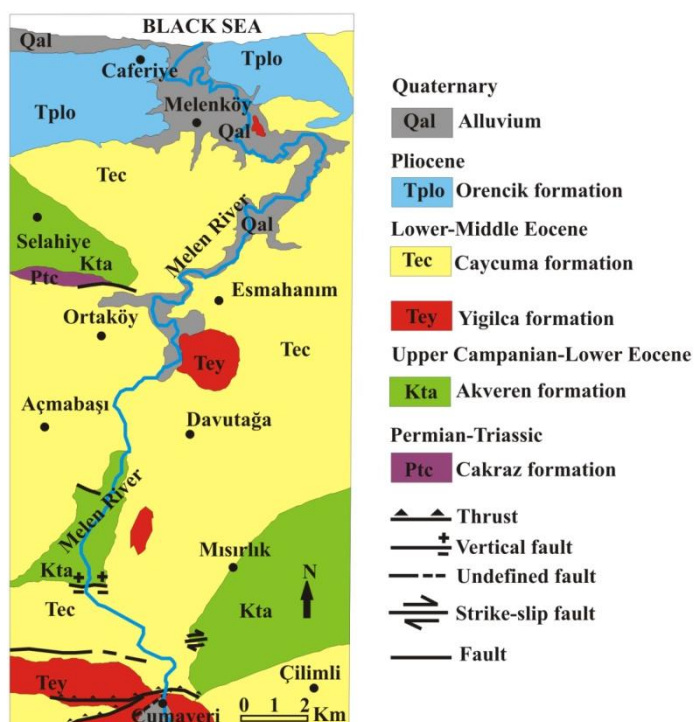 BLACK SEA
Qal
Caferiye
Tplo
Tplo
Melenköy
Qal
Tec
Selahiye
Kta
Ptc
Melen River
Qal
Esmahanım
Ortaköy
Tec
Tey
Açmabaşı
Davutağa
Melen River
Mısırlık
Kta
N
Kta
Tec
Tey
Çilimli
Cumayeri
0 1 2
Km
Quaternary
Qal Alluvium
Pliocene
Tplo Orencik formation
Lower-Middle Eocene
Tec Caycuma formation
Tey Yigilca formation
Upper Campanian-Lower Eocene
Kta Akveren formation
Permian-Triassic
Ptc Cakraz formation
Thrust
Vertical fault
Undefined fault
Strike-slip fault
Fault